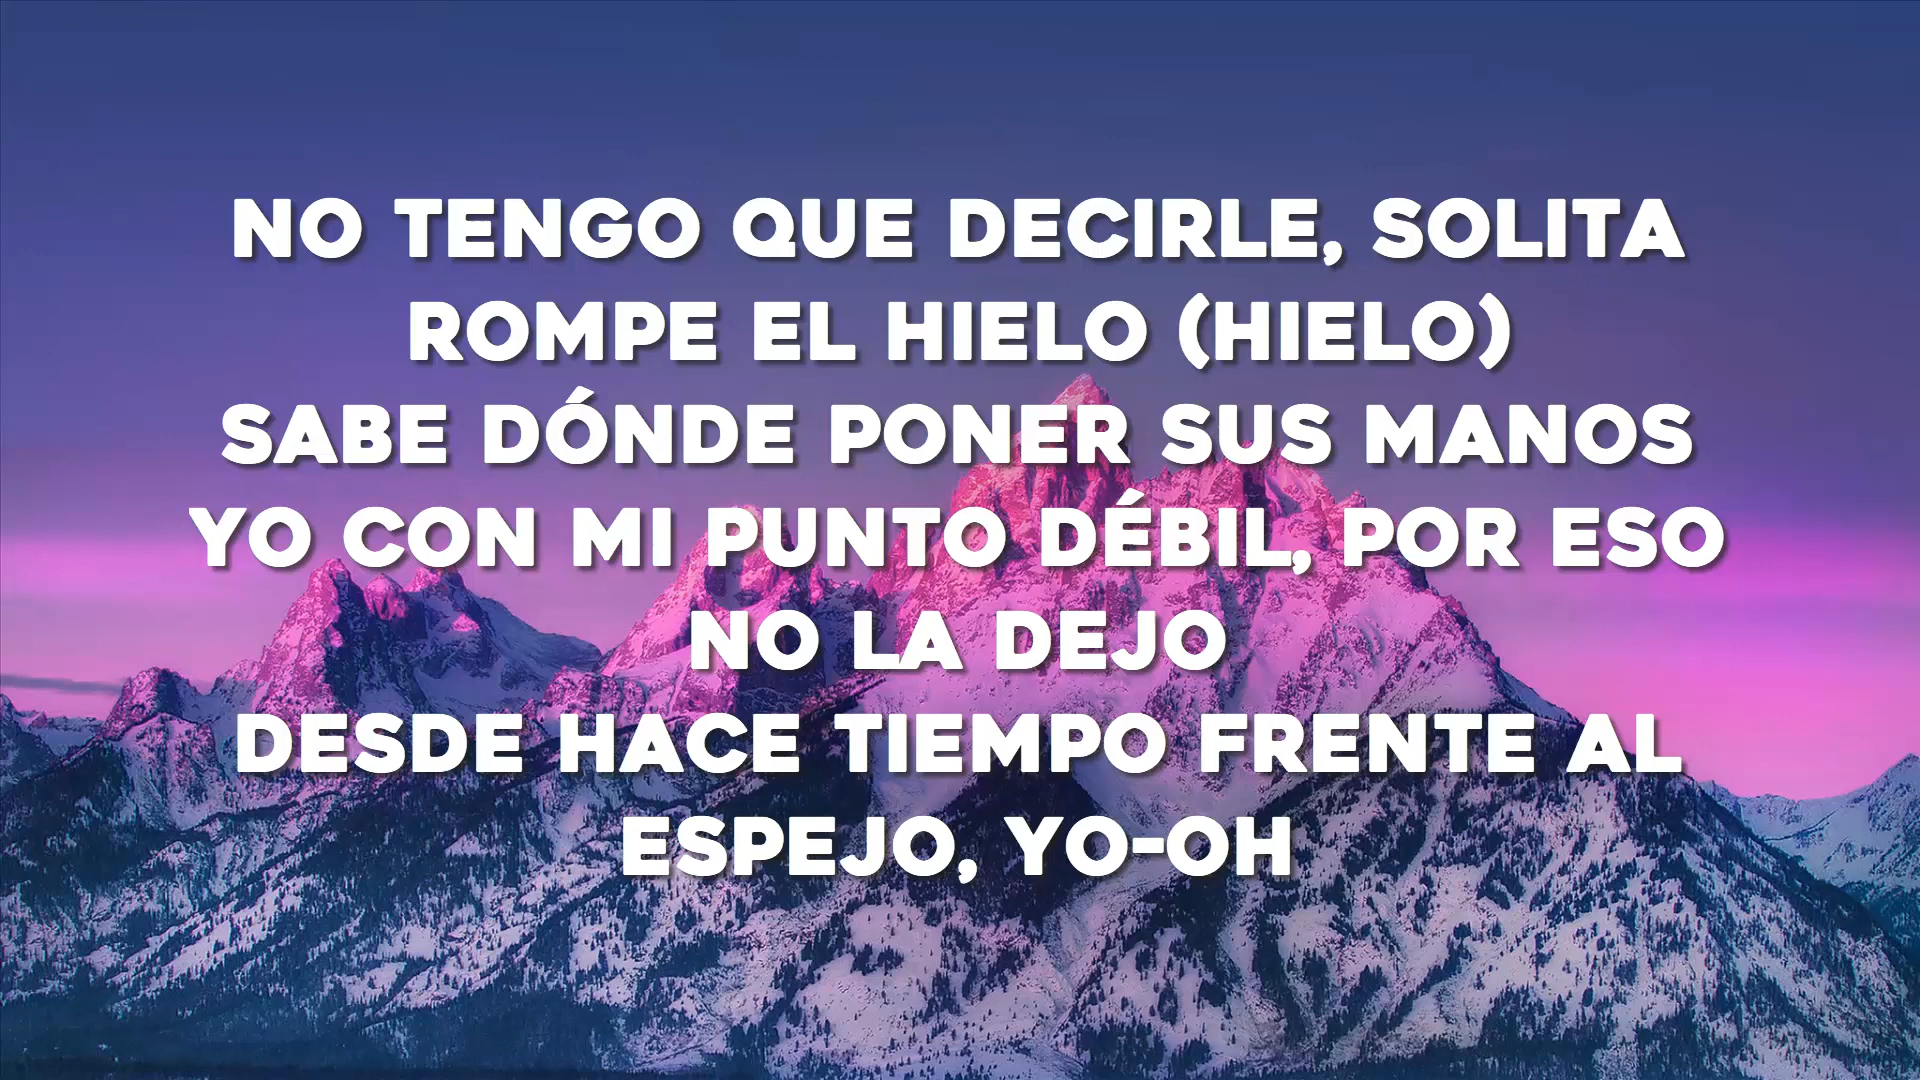 NO TENGO QUE DECIRLE, SOLITA
ROMPE EL HIELO (HIELO)
SABE DÓNDE PONER SUS MANOS
YO CON MI PUNTO DÉBIL, POR ESO
NO LA DEJO
DESDE HACE TIEMPO FRENTE AL
ESPEJO, YO-OH